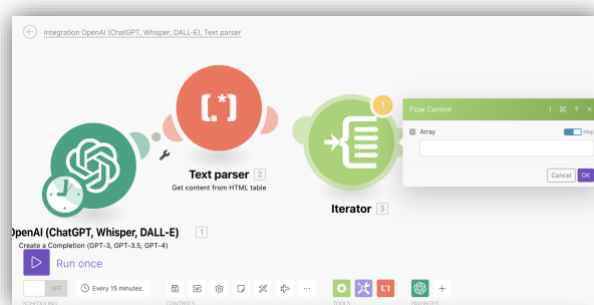 Integration OpenAI (ChatGPT, Whisper, DALL-E), Text parser
[.*]
1
Flow Control
Array
Map
Cancel
OK
Text parser 2
Get content from HTML table
Iterator 3
OpenAI (ChatGPT, Whisper, DALL-E) 1
Create a Completion (GPT-3, GPT-3.5, GPT-4)
Run once
OFF
Every 15 minutes.
SCHEDULING
CONTROLS
TOOLS
FAVORITES